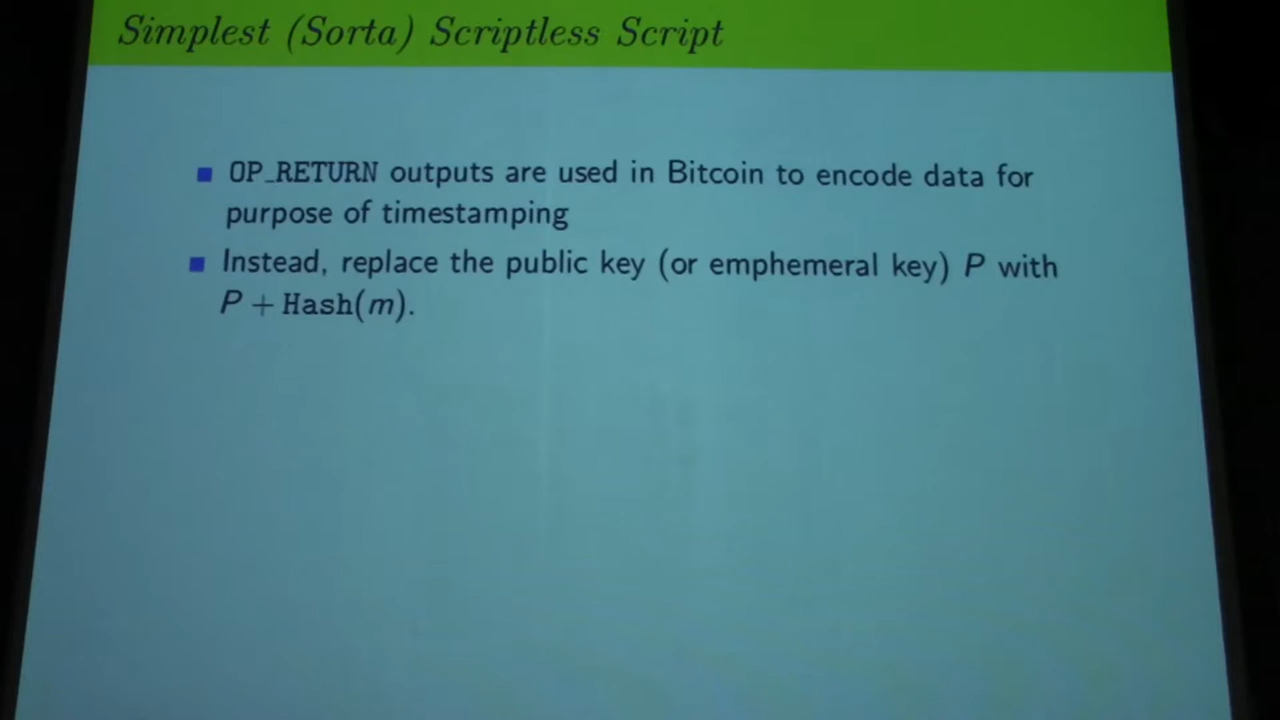 Simplest (Sorta) Scriptless Script
OP_RETURN outputs are used in Bitcoin to encode data for
purpose of timestamping
Instead, replace the public key (or emphemeral key) P with
P + Hash(m).